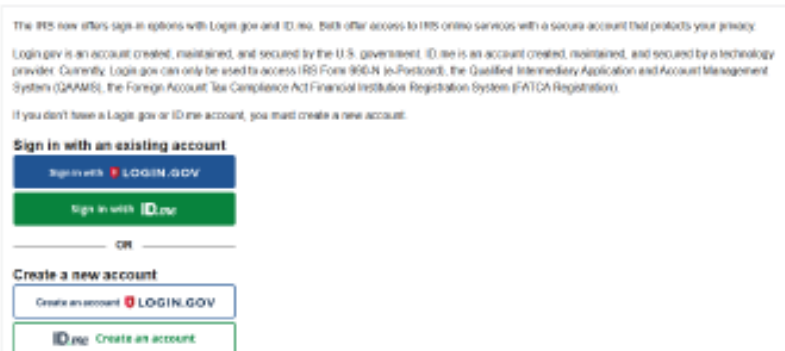 The IRS now offers sign-in options with Login.gov and ID.me. Both offer access to IRS online services with a secure account that protects your privacy.
Login.gov is an account created, maintained, and secured by the U.S. government. ID.me is an account created, maintained, and secured by a technology
provider. Currently, Login.gov can only be used to access IRS Form 990-N (e-Postcard), the Qualified Intermediary Application and Account Management
System (QAAMS), the Foreign Account Tax Compliance Act Financial Institution Registration System (FATCA Registration).
If you don't have a Login.gov or ID.me account, you must create a new account.
Sign in with an existing account
Sign in with LOGIN.GOV
Sign in with ID.me
OR
Create a new account
Create an account LOGIN.GOV
ID.me Create an account